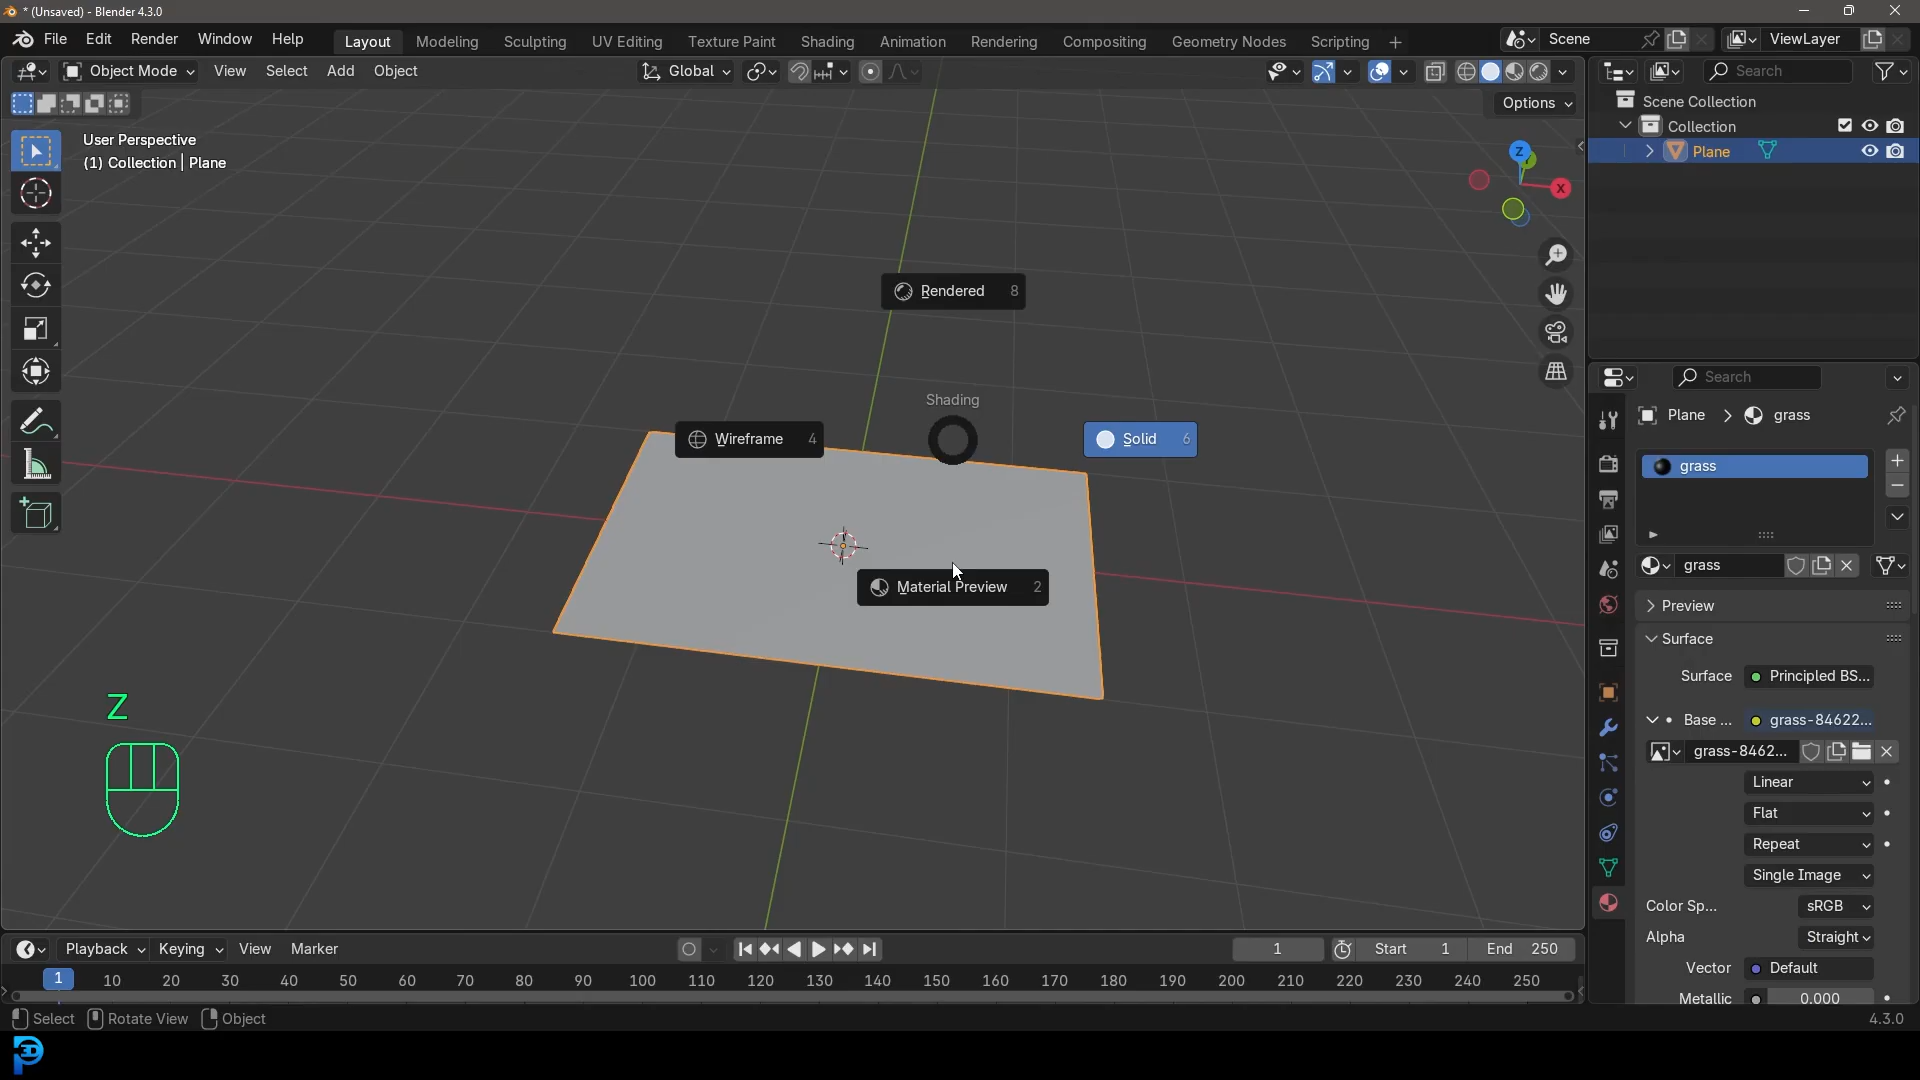 * (Unsaved) - Blender 4.3.0
File Edit Render Window Help Layout Modeling Sculpting UV Editing Texture Paint Shading Animation Rendering Compositing Geometry Nodes Scripting + Scene ViewLayer
Object Mode View Select Add Object Global Search
Options
Scene Collection
Collection
Plane
User Perspective
(1) Collection | Plane
Z
X
Rendered 8
Shading
Wireframe 4
Solid 6
Material Preview 2
Z
Search
Plane > grass
grass
grass
Preview
Surface
Surface Principled BS...
Base ... grass-84622...
grass-8462...
Linear
Flat
Repeat
Single Image
Color Sp... sRGB
Alpha Straight
Vector Default
Metallic 0.000
Playback Keying View Marker 1 Start 1 End 250
1 10 20 30 40 50 60 70 80 90 100 110 120 130 140 150 160 170 180 190 200 210 220 230 240 250
Select Rotate View Object 4.3.0